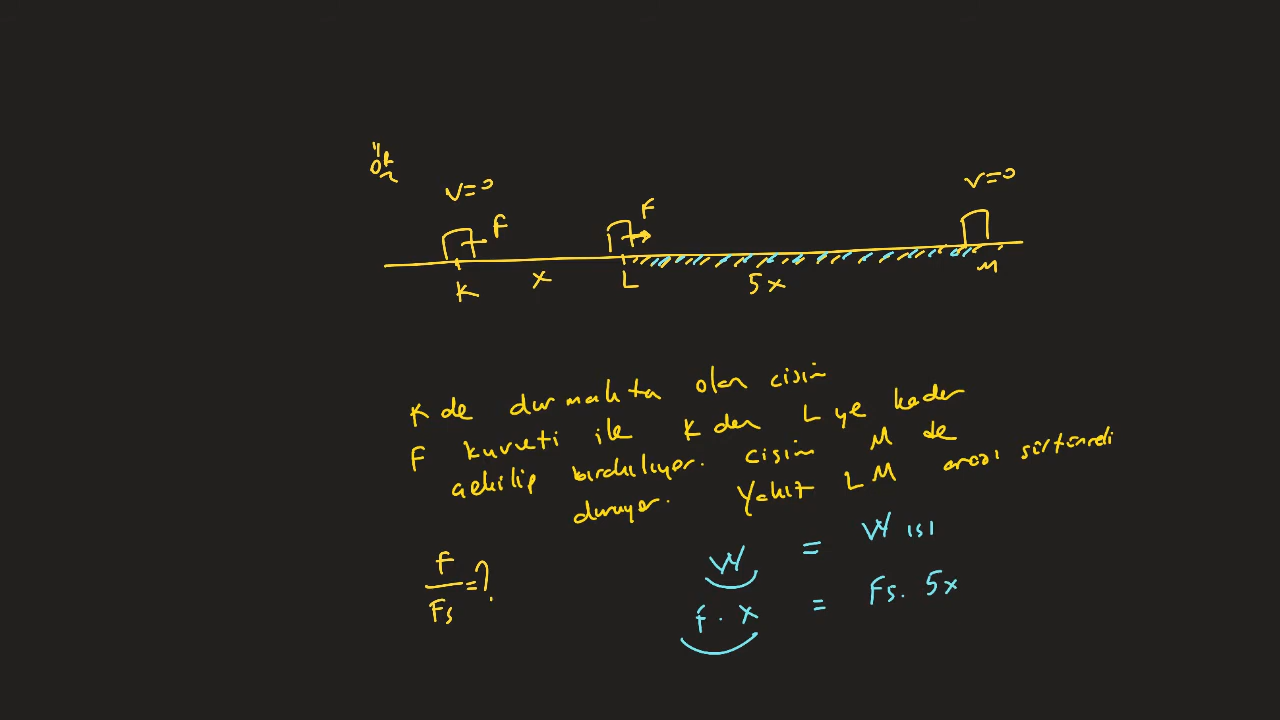 ör
v=0
v=0
F
F
K
x
L
5x
M
K de durmakta olan cisim
F kuvveti ile K dan L ye kadar
çekilip bırakılıyor. cisim M de
duruyor. Yalnız LM arası sürtünmeli
F/Fs = ?
W = W ısı
f . x = Fs . 5x